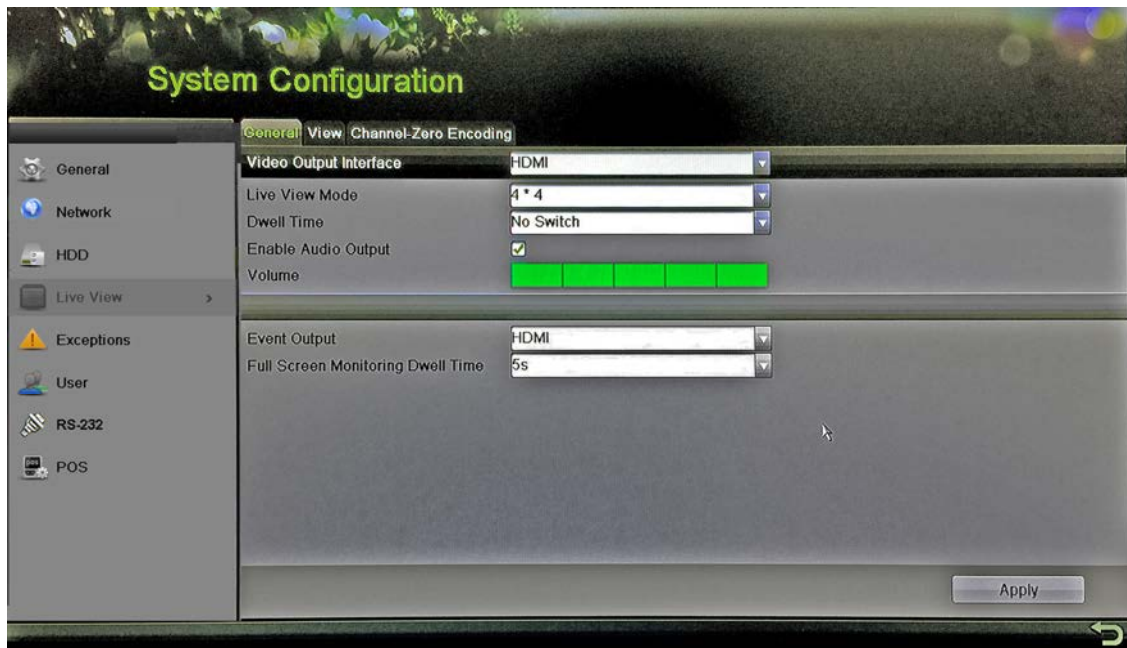 System Configuration
General View Channel-Zero Encoding
General
Network
HDD
Live View >
Exceptions
User
RS-232
POS
Video Output Interface HDMI
Live View Mode 4 * 4
Dwell Time No Switch
Enable Audio Output
Volume
Event Output HDMI
Full Screen Monitoring Dwell Time 5s
Apply